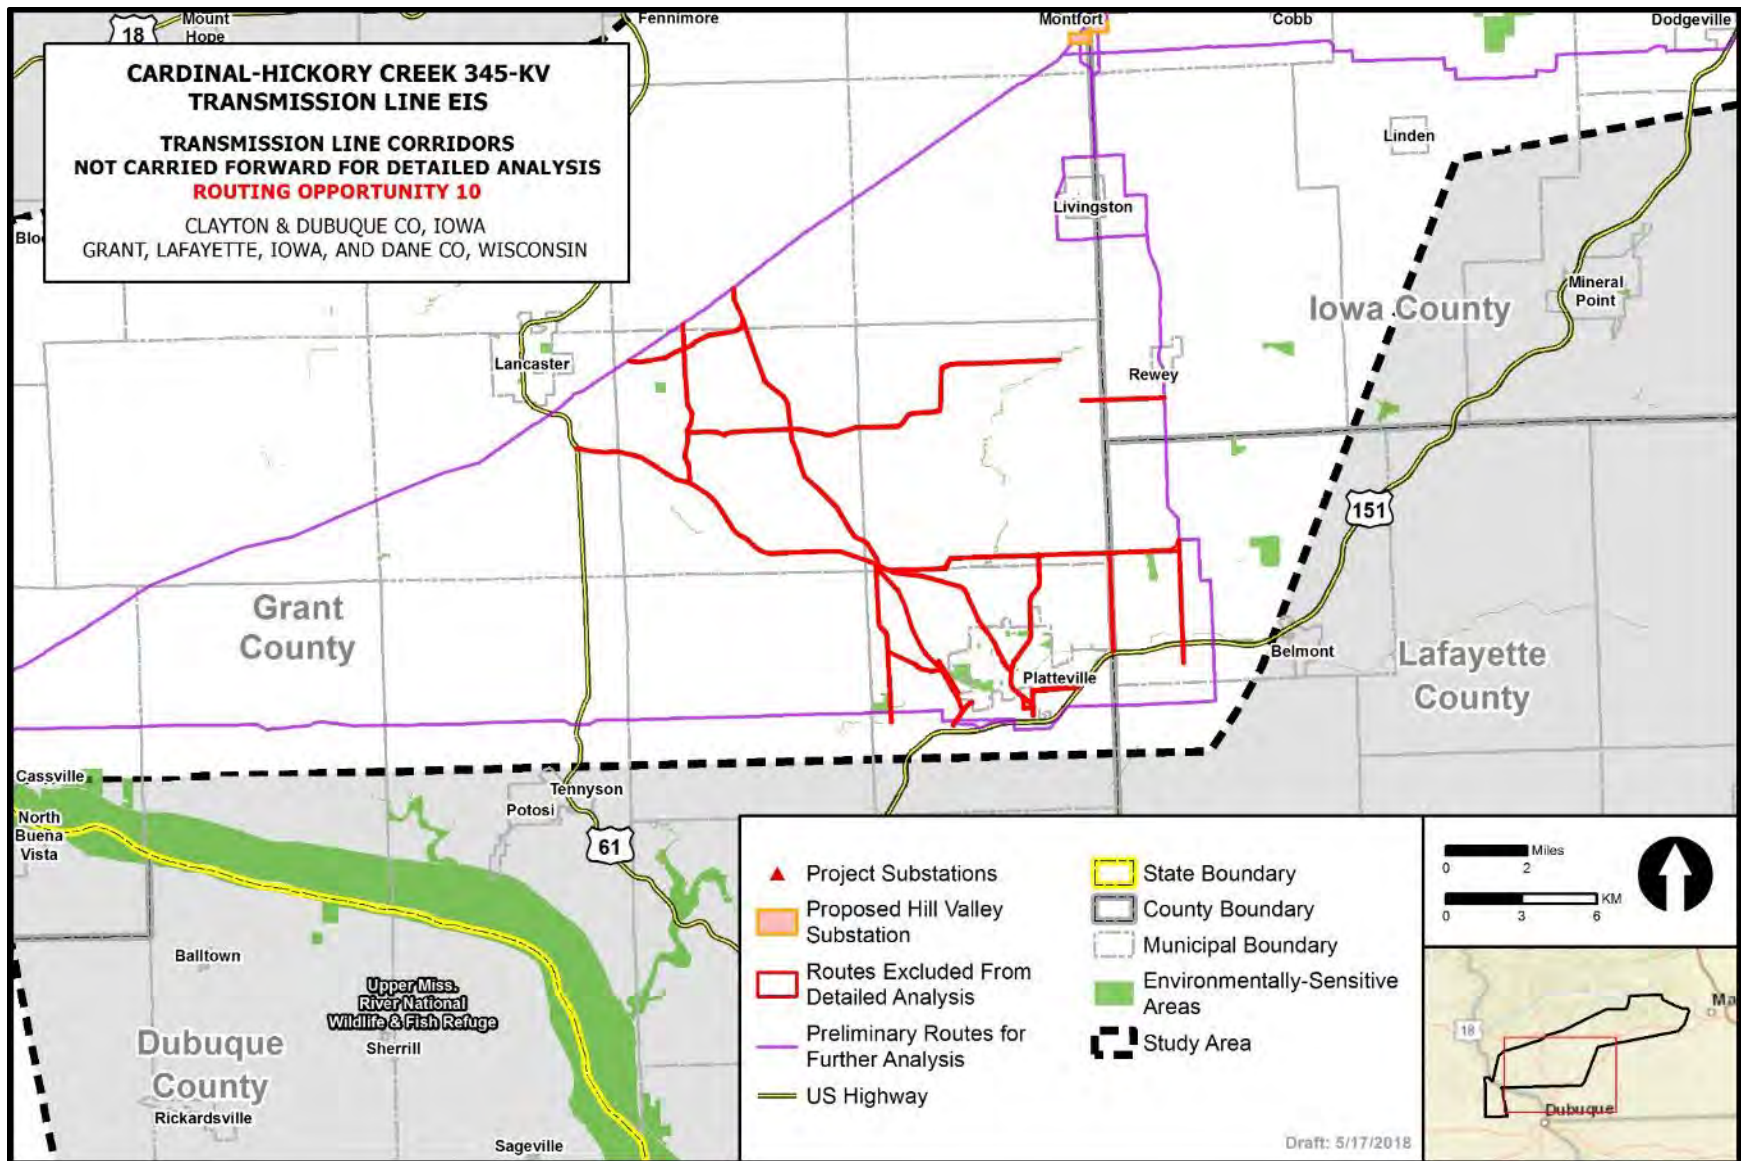 18
Mount
Hope
Fennimore
Montfort
Cobb
Dodgeville
CARDINAL-HICKORY CREEK 345-KV
TRANSMISSION LINE EIS
TRANSMISSION LINE CORRIDORS
NOT CARRIED FORWARD FOR DETAILED ANALYSIS
ROUTING OPPORTUNITY 10
CLAYTON & DUBUQUE CO, IOWA
GRANT, LAFAYETTE, IOWA, AND DANE CO, WISCONSIN
Linden
Livingston
Mineral
Point
Iowa County
Lancaster
Rewey
151
Grant
County
Belmont
Lafayette
County
Platteville
Cassville
Tennyson
Potosi
North
Buena
Vista
61
Balltown
Upper Miss.
River National
Wildlife & Fish Refuge
Sherrill
Dubuque
County
Rickardsville
Sageville
Project Substations
Proposed Hill Valley
Substation
Routes Excluded From
Detailed Analysis
Preliminary Routes for
Further Analysis
US Highway
State Boundary
County Boundary
Municipal Boundary
Environmentally-Sensitive
Areas
Study Area
Draft: 5/17/2018
Miles
0 2
KM
0 3 6
18
Dubuque